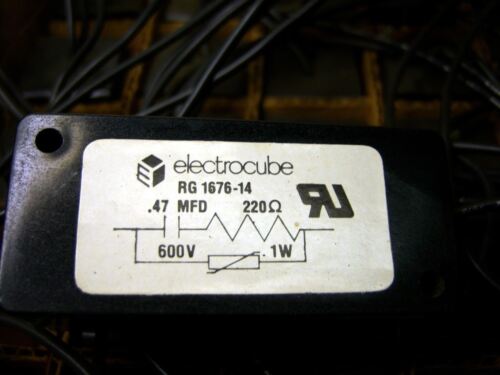 electrocube
RG 1676-14
.47 MFD 220Ω
600V .1W